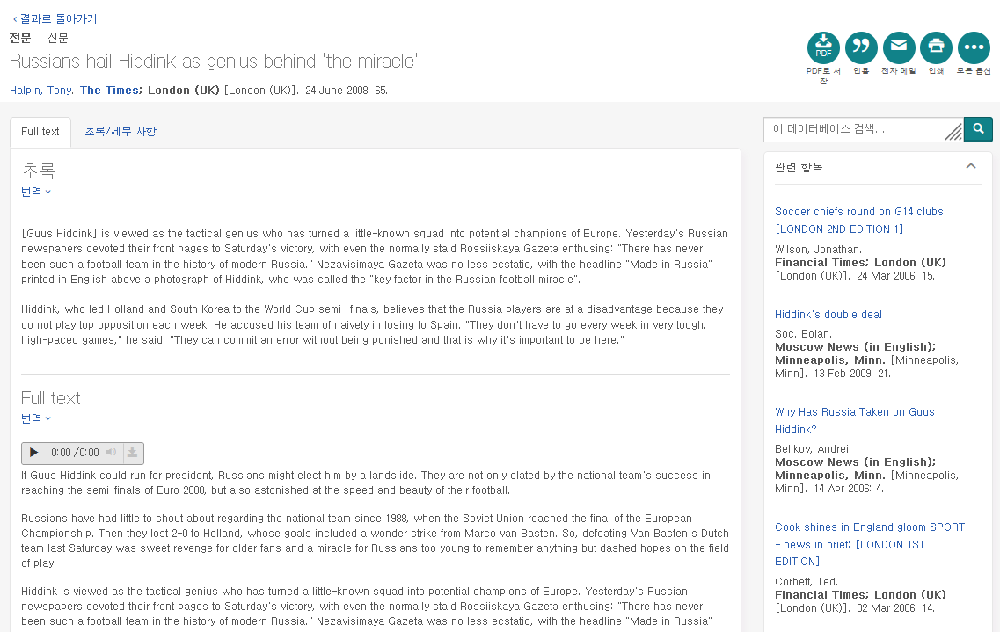 결과로 돌아가기
전문 | 신문
Russians hail Hiddink as genius behind 'the miracle'
Halpin, Tony. The Times; London (UK) [London (UK)]. 24 June 2008: 65.
PDF
PDF로 저장
인용
전자 메일
인쇄
모든 옵션
Full text
초록/세부 사항
초록
번역
[Guus Hiddink] is viewed as the tactical genius who has turned a little-known squad into potential champions of Europe. Yesterday's Russian
newspapers devoted their front pages to Saturday's victory, with even the normally staid Rossiiskaya Gazeta enthusing: "There has never
been such a football team in the history of modern Russia." Nezavisimaya Gazeta was no less ecstatic, with the headline "Made in Russia"
printed in English above a photograph of Hiddink, who was called the "key factor in the Russian football miracle".
Hiddink, who led Holland and South Korea to the World Cup semi- finals, believes that the Russia players are at a disadvantage because they
do not play top opposition each week. He accused his team of naivety in losing to Spain. "They don't have to go every week in very tough,
high-paced games," he said. "They can commit an error without being punished and that is why it's important to be here."
Full text
번역
0:00 /0:00
If Guus Hiddink could run for president, Russians might elect him by a landslide. They are not only elated by the national team's success in
reaching the semi-finals of Euro 2008, but also astonished at the speed and beauty of their football.
Russians have had little to shout about regarding the national team since 1988, when the Soviet Union reached the final of the European
Championship. Then they lost 2-0 to Holland, whose goals included a wonder strike from Marco van Basten. So, defeating Van Basten's Dutch
team last Saturday was sweet revenge for older fans and a miracle for Russians too young to remember anything but dashed hopes on the field
of play.
Hiddink is viewed as the tactical genius who has turned a little-known squad into potential champions of Europe. Yesterday's Russian
newspapers devoted their front pages to Saturday's victory, with even the normally staid Rossiiskaya Gazeta enthusing: "There has never
been such a football team in the history of modern Russia." Nezavisimaya Gazeta was no less ecstatic, with the headline "Made in Russia"
이 데이터베이스 검색...
관련 항목
Soccer chiefs round on G14 clubs:
[LONDON 2ND EDITION 1]
Wilson, Jonathan.
Financial Times; London (UK)
[London (UK)]. 24 Mar 2006: 15.
Hiddink's double deal
Soc, Bojan.
Moscow News (in English);
Minneapolis, Minn. [Minneapolis,
Minn]. 13 Feb 2009: 21.
Why Has Russia Taken on Guus
Hiddink?
Belikov, Andrei.
Moscow News (in English);
Minneapolis, Minn. [Minneapolis,
Minn]. 14 Apr 2006: 4.
Cook shines in England gloom SPORT
- news in brief: [LONDON 1ST
EDITION]
Corbett, Ted.
Financial Times; London (UK)
[London (UK)]. 02 Mar 2006: 14.